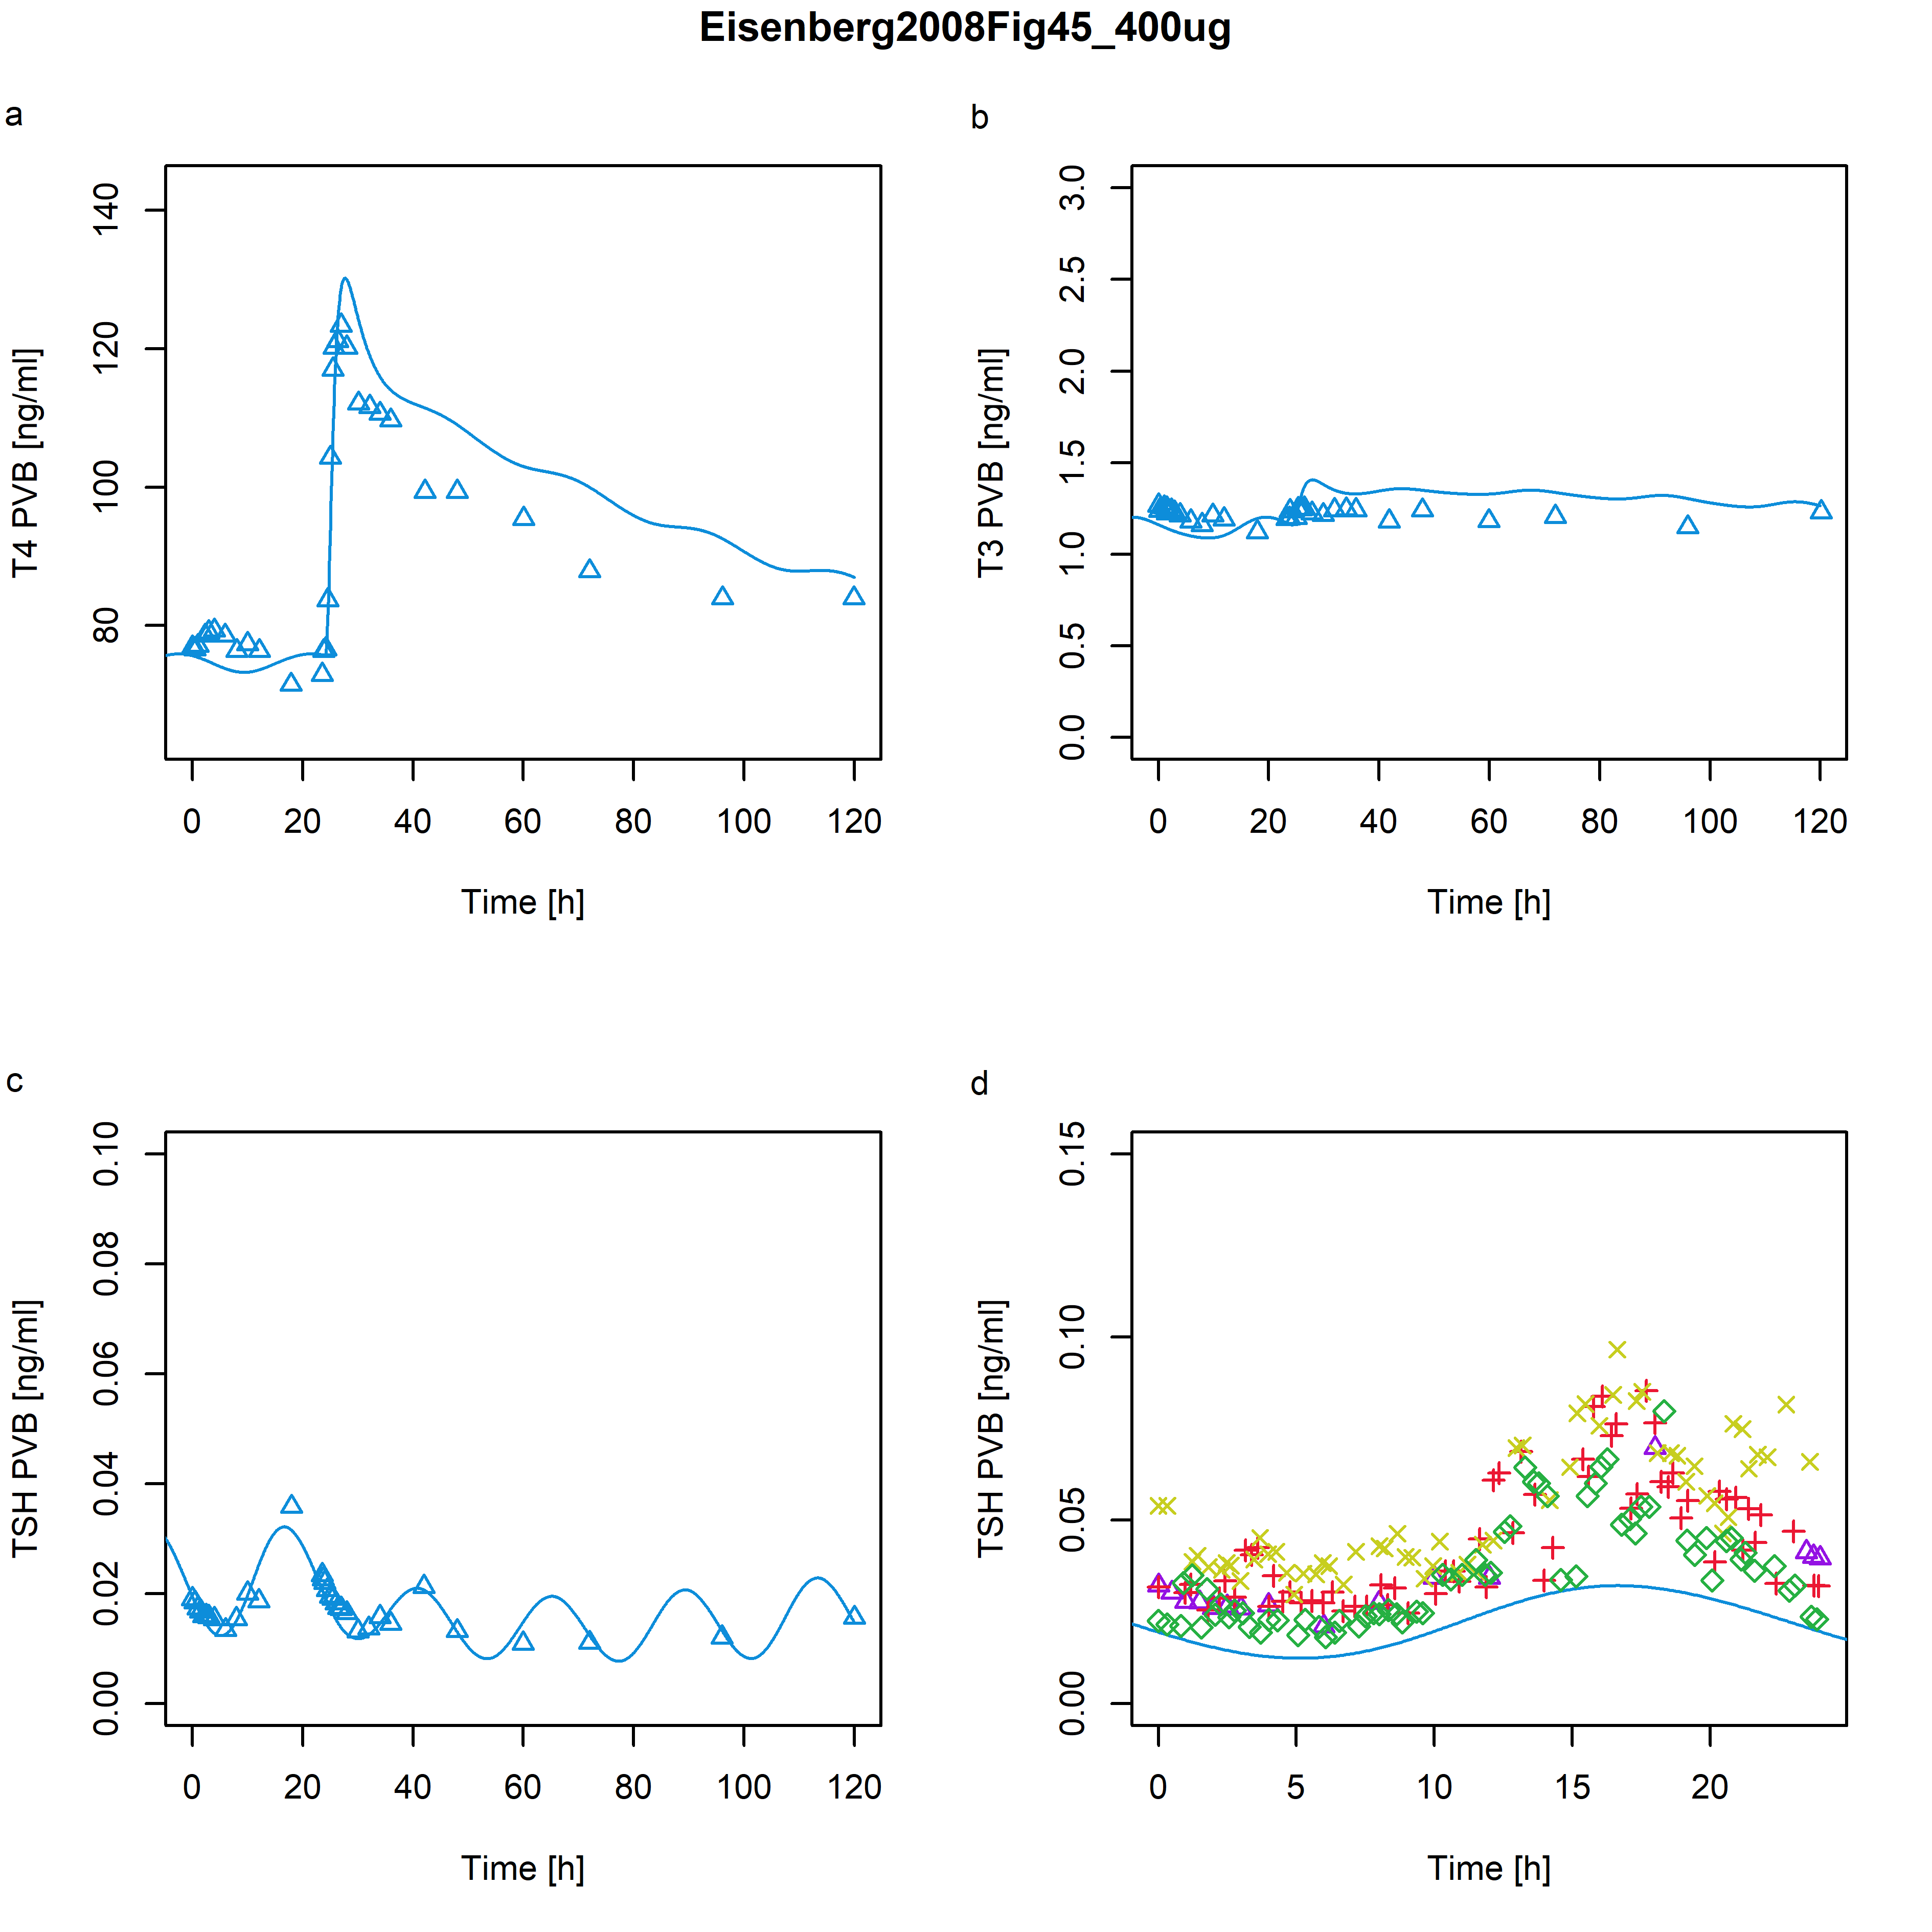 Eisenberg2008Fig45_400ug
a
T4 PVB [ng/ml]
80 100 120 140
0 20 40 60 80 100 120
Time [h]
b
T3 PVB [ng/ml]
0.0 0.5 1.0 1.5 2.0 2.5 3.0
0 20 40 60 80 100 120
Time [h]
c
TSH PVB [ng/ml]
0.00 0.02 0.04 0.06 0.08 0.10
0 20 40 60 80 100 120
Time [h]
d
TSH PVB [ng/ml]
0.00 0.05 0.10 0.15
0 5 10 15 20
Time [h]